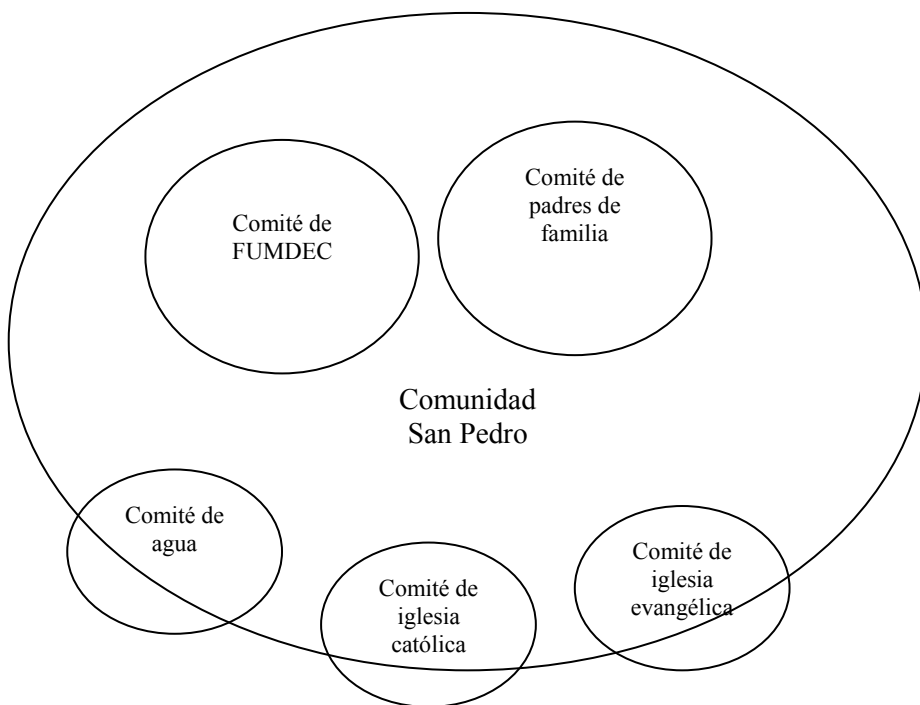 Comité de
FUMDEC
Comité de
padres de
familia
Comunidad
San Pedro
Comité de
agua
Comité de
iglesia
católica
Comité de
iglesia
evangélica